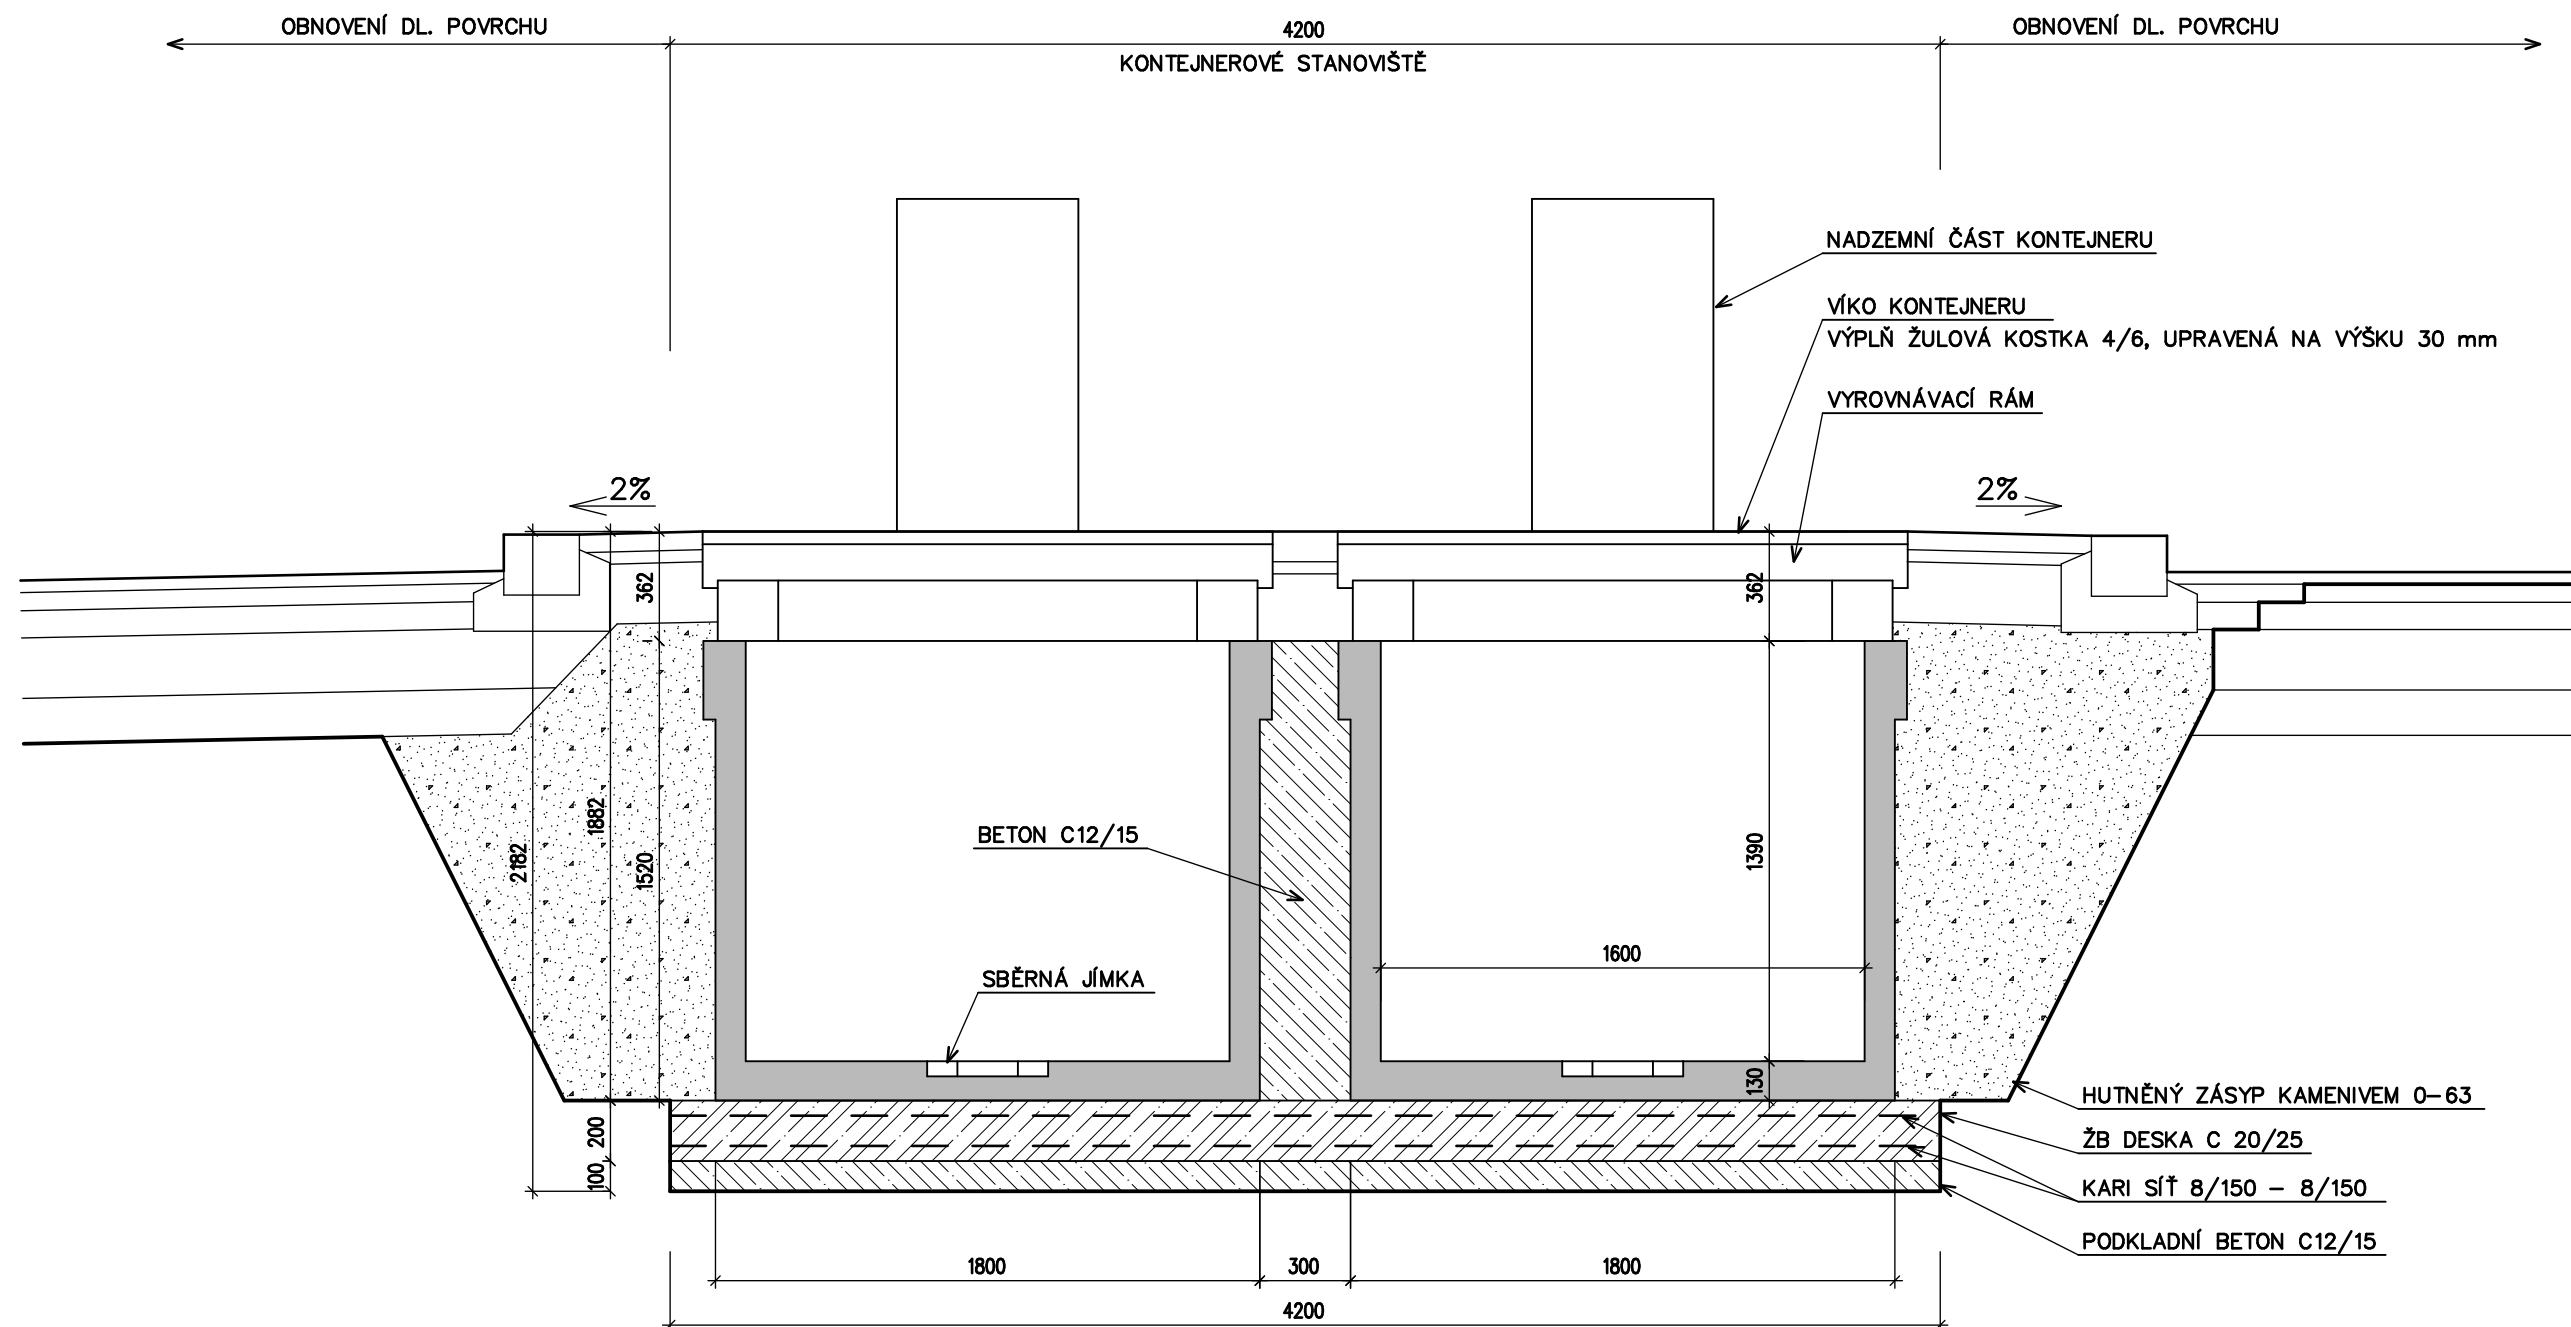 OBNOVENÍ DL. POVRCHU
4200
OBNOVENÍ DL. POVRCHU
KONTEJNEROVÉ STANOVIŠTĚ
NADZEMNÍ ČÁST KONTEJNERU
VÍKO KONTEJNERU
VÝPLŇ ŽULOVÁ KOSTKA 4/6, UPRAVENÁ NA VÝŠKU 30 mm
VYROVNÁVACÍ RÁM
2%
2%
362
362
1882
2182
1520
BETON C12/15
1390
1600
SBĚRNÁ JÍMKA
130
HUTNĚNÝ ZÁSYP KAMENIVEM 0-63
200
ŽB DESKA C 20/25
100
KARI SÍŤ 8/150 - 8/150
PODKLADNÍ BETON C12/15
1800
300
1800
4200